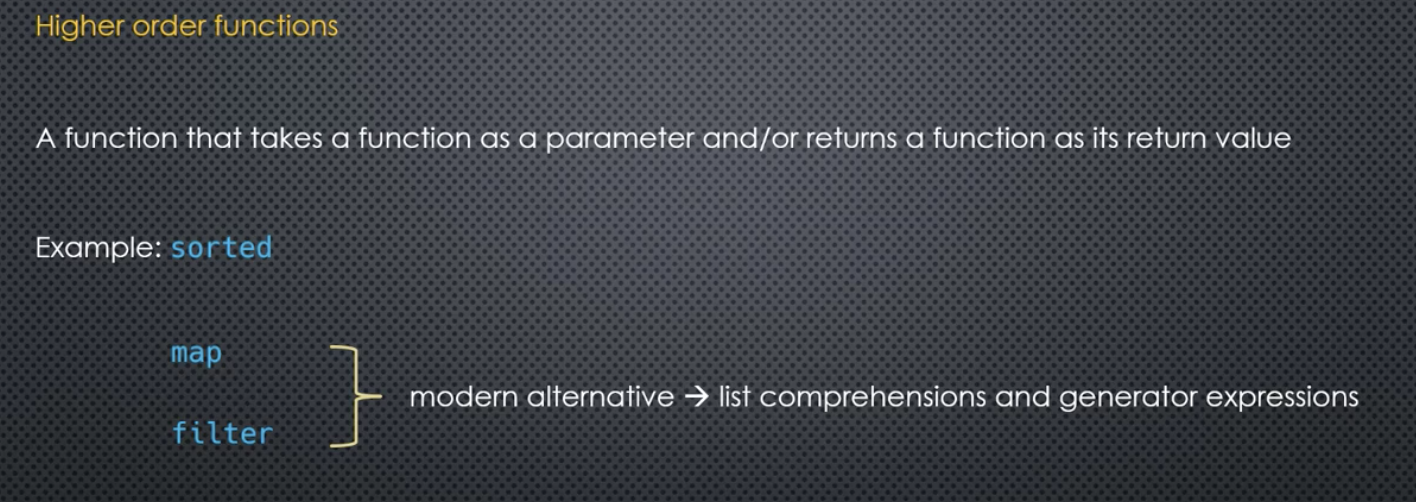 Higher order functions
A function that takes a function as a parameter and/or returns a function as its return value
Example: sorted
map
modern alternative → list comprehensions and generator expressions
filter